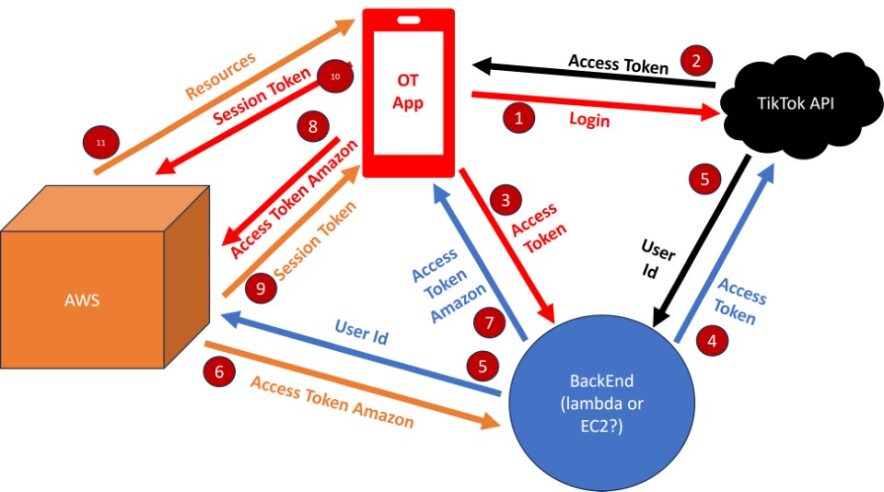 Resources
10
Session Token
11
8
Access Token Amazon
9
Session Token
OT
App
Access Token
2
1
Login
TikTok API
3
Access
Token
5
User
Id
Access
Token
4
Access
Token
Amazon
7
AWS
User Id
5
6
Access Token Amazon
BackEnd
(lambda or
EC2?)